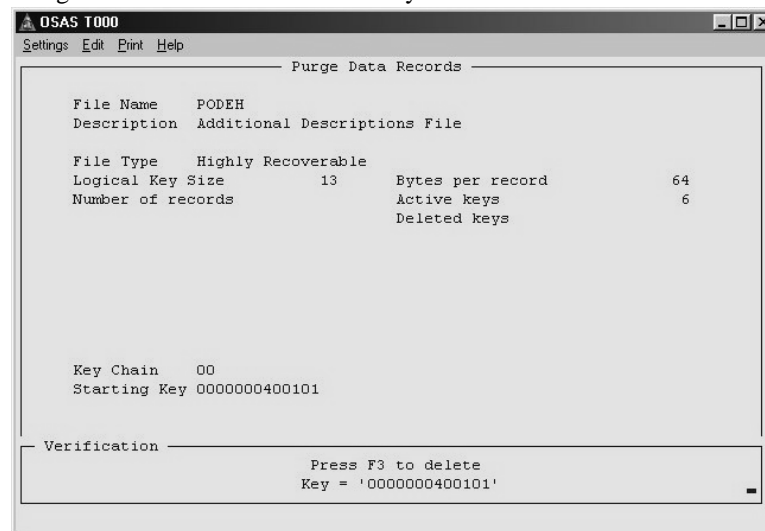 OSAS T000
Settings Edit Print Help
Purge Data Records
File Name PODEH
Description Additional Descriptions File
File Type Highly Recoverable
Logical Key Size 13 Bytes per record 64
Number of records Active keys 6
Deleted keys
Key Chain 00
Starting Key 0000000400101
Verification
Press F3 to delete
Key = '0000000400101'